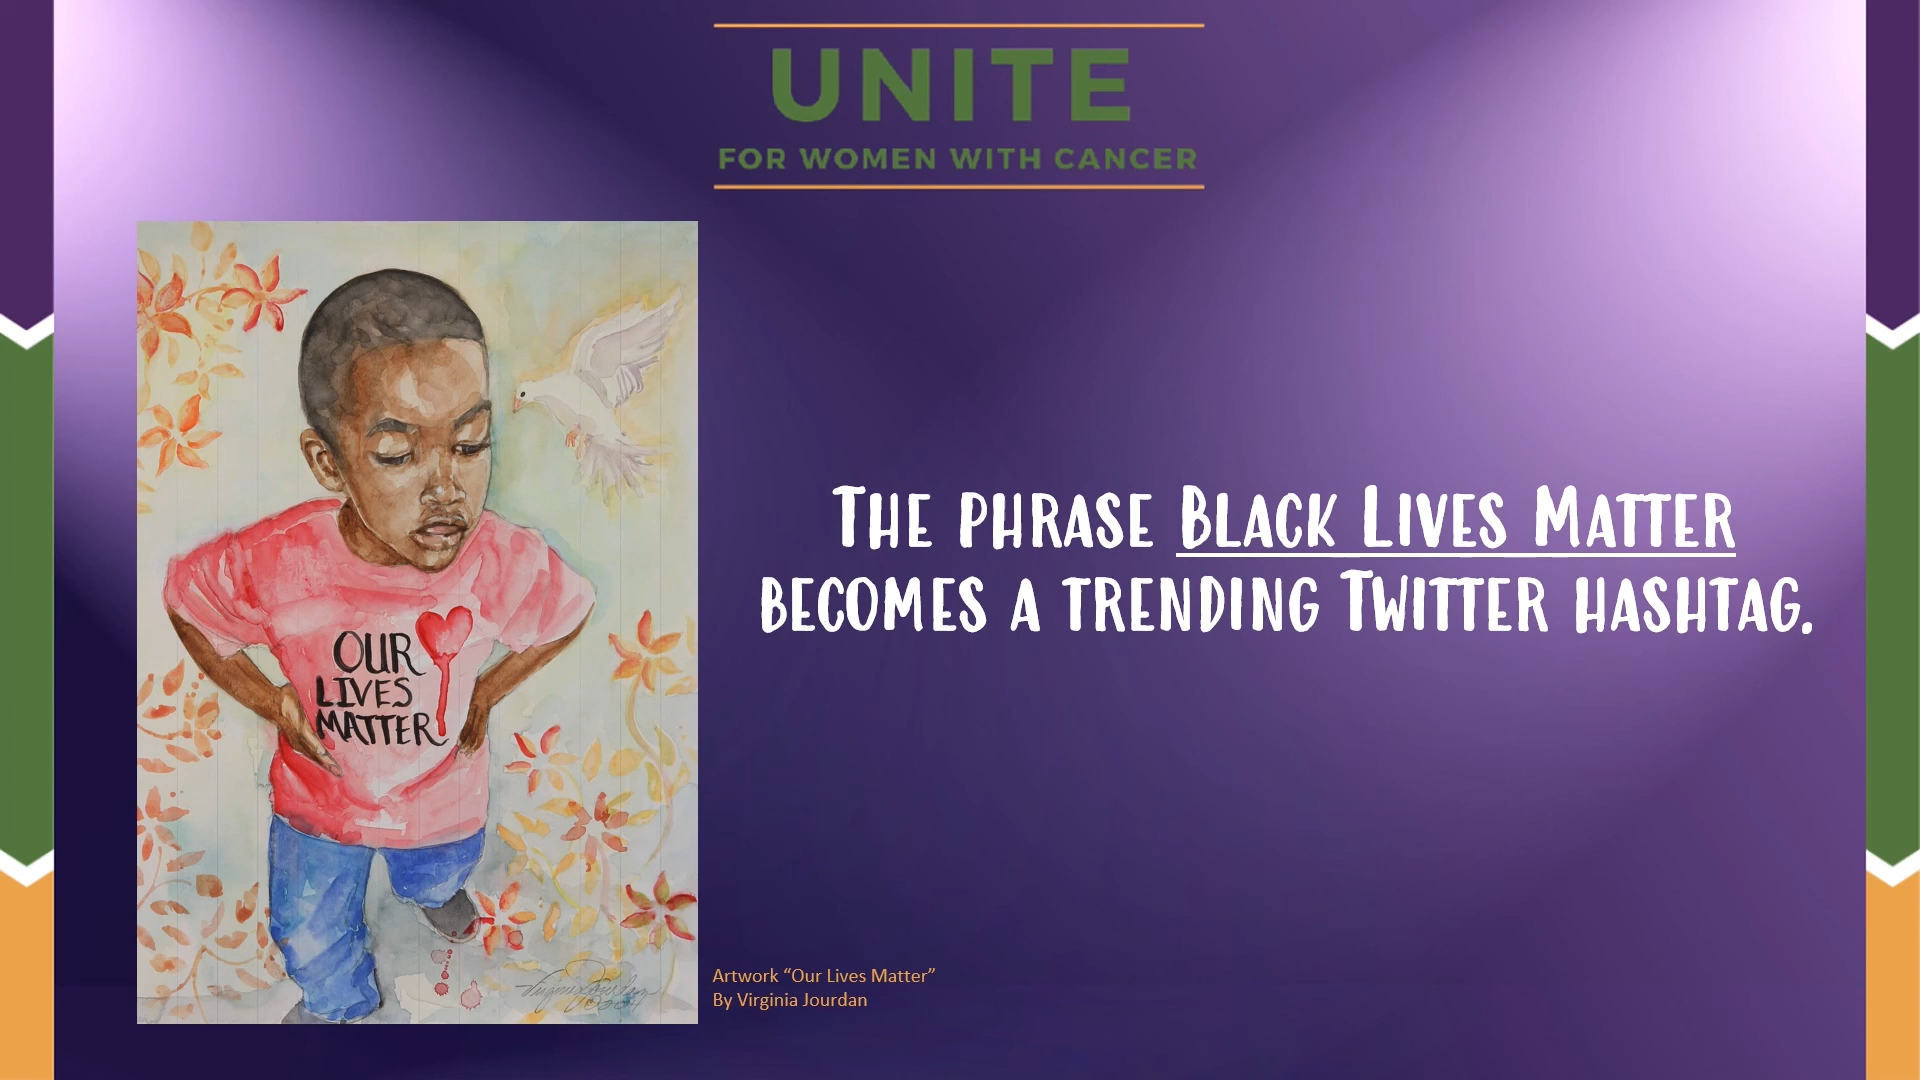 UNITE
FOR WOMEN WITH CANCER
OUR
LIVES
MATTER
THE PHRASE BLACK LIVES MATTER
BECOMES A TRENDING TWITTER HASHTAG.
Artwork “Our Lives Matter”
By Virginia Jourdan